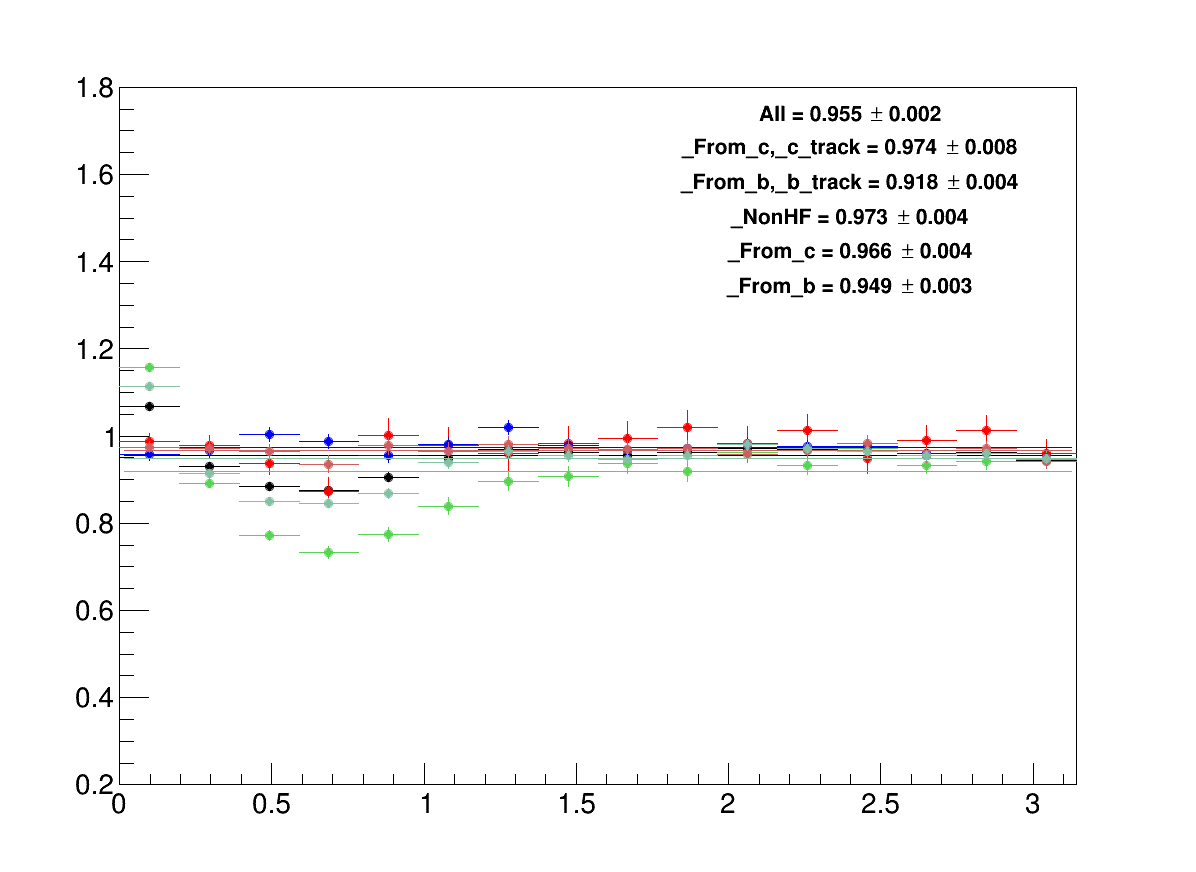 1.8
All = 0.955 ± 0.002
_From_c,_c_track = 0.974 ± 0.008
1.6
_From_b,_b_track = 0.918 ± 0.004
_NonHF = 0.973 ± 0.004
_From_c = 0.966 ± 0.004
1.4
_From_b = 0.949 ± 0.003
1.2
1
0.8
0.6
0.4
0.2
0 0.5 1 1.5 2 2.5 3